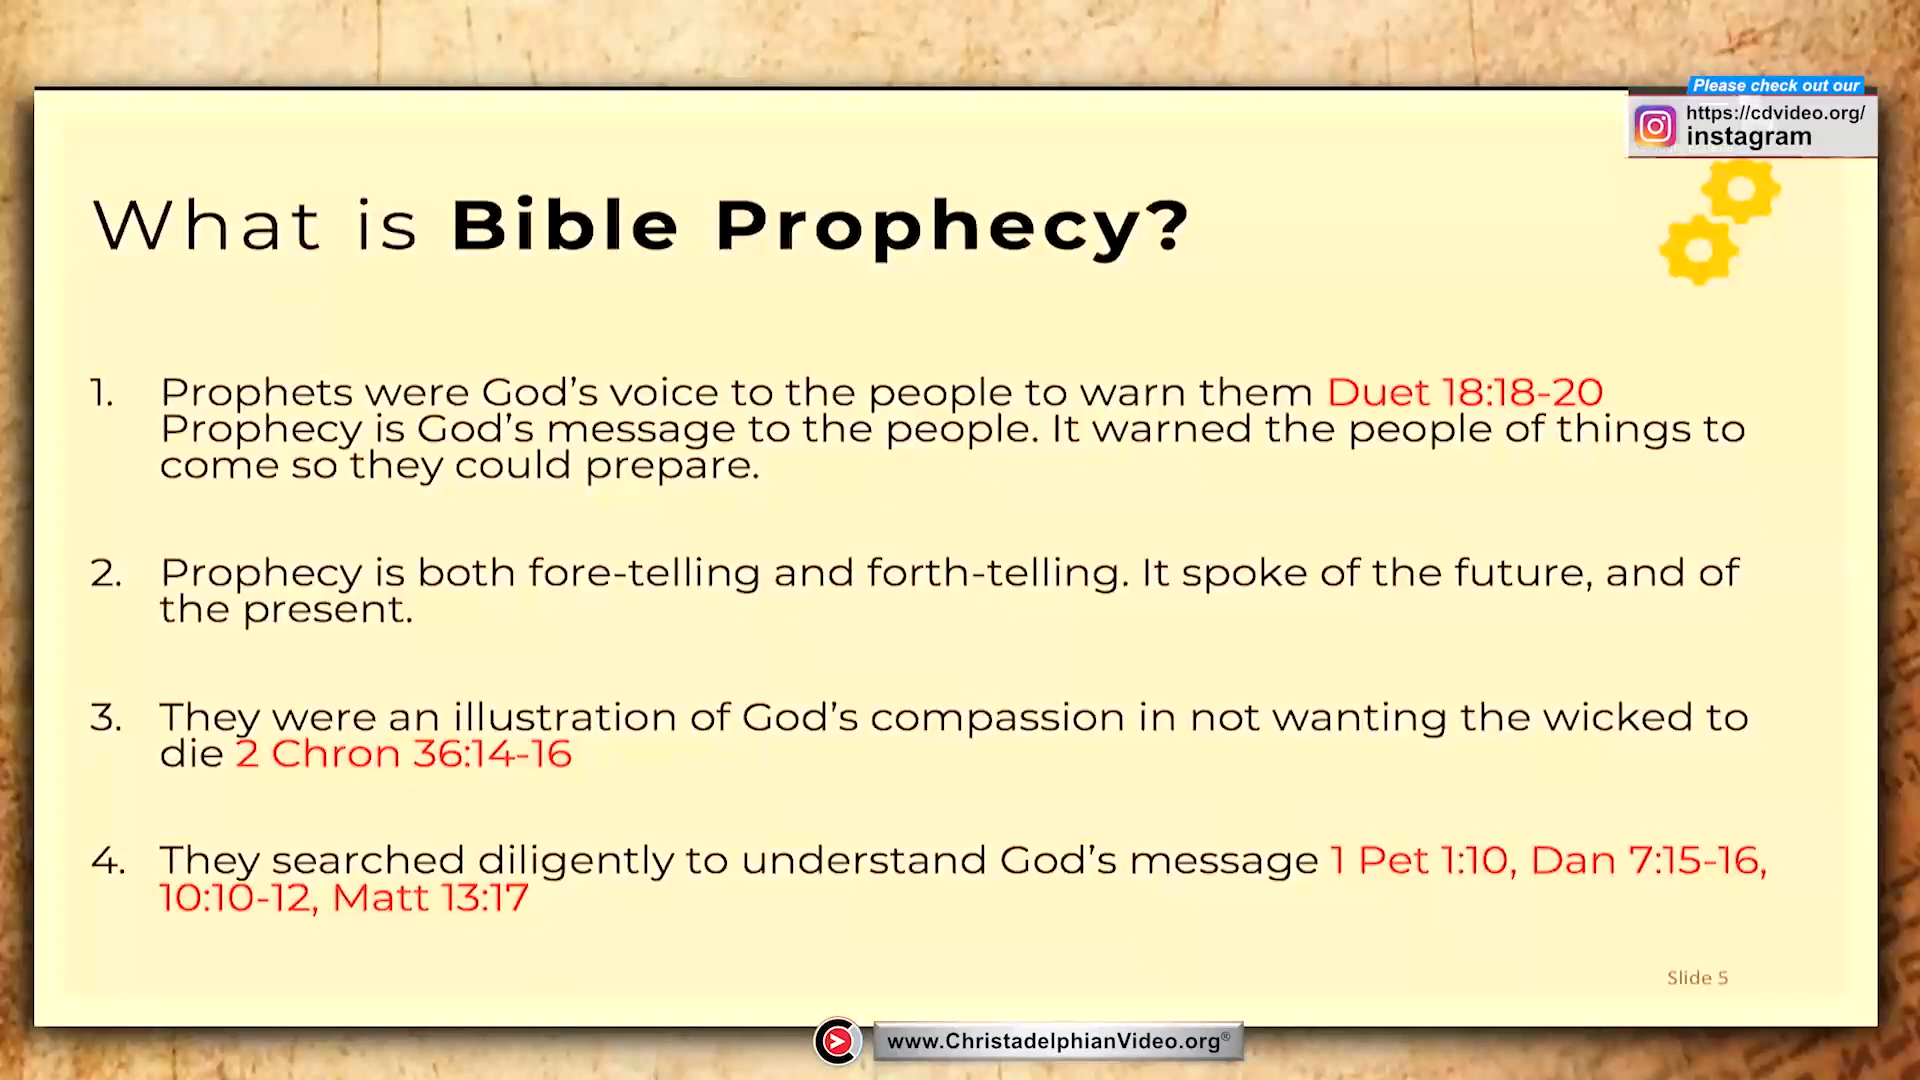 Please check out our
https://cdvideo.org/
instagram
What is Bible Prophecy?
1. Prophets were God’s voice to the people to warn them Duet 18:18-20
Prophecy is God’s message to the people. It warned the people of things to
come so they could prepare.
2. Prophecy is both fore-telling and forth-telling. It spoke of the future, and of
the present.
3. They were an illustration of God’s compassion in not wanting the wicked to
die 2 Chron 36:14-16
4. They searched diligently to understand God’s message 1 Pet 1:10, Dan 7:15-16,
10:10-12, Matt 13:17
Slide 5
www.ChristadelphianVideo.org®